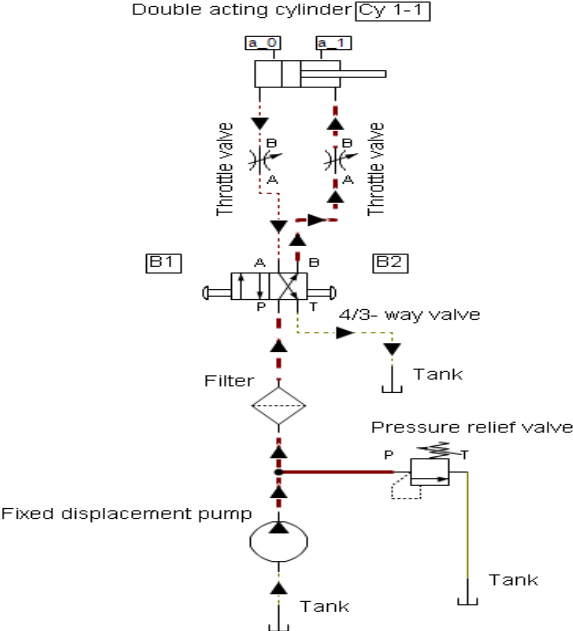 Double acting cylinder Cy 1-1
a_0 a_1
Throttle valve
B
A
B
A
Throttle valve
B1
A B
B2
P T
4/3- way valve
Tank
Filter
Pressure relief valve
P T
Fixed displacement pump
Tank
Tank